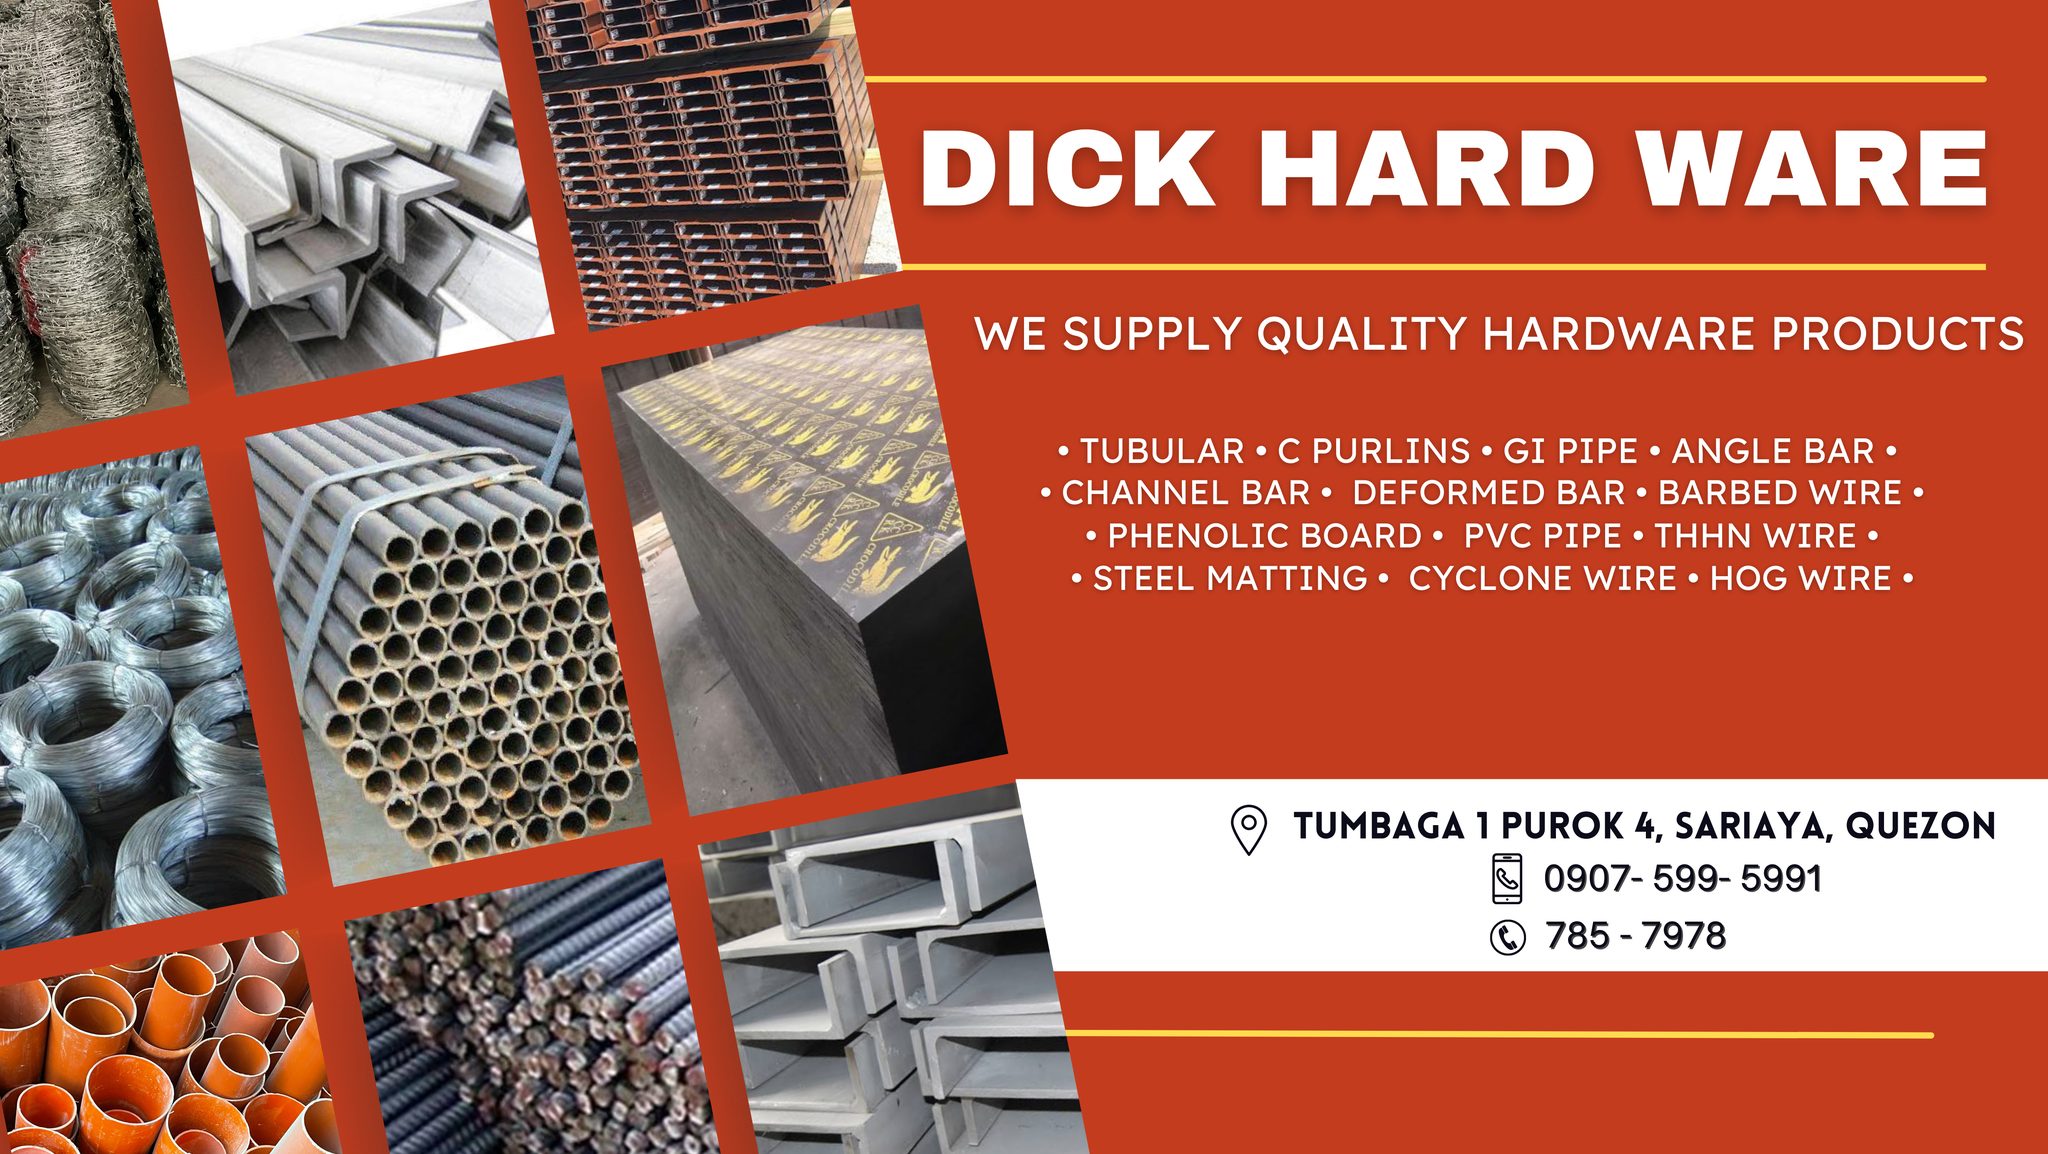 DICK HARD WARE
WE SUPPLY QUALITY HARDWARE PRODUCTS
• TUBULAR • C PURLINS • GI PIPE • ANGLE BAR •
• CHANNEL BAR • DEFORMED BAR • BARBED WIRE •
• PHENOLIC BOARD • PVC PIPE • THHN WIRE •
• STEEL MATTING • CYCLONE WIRE • HOG WIRE •
TUMBAGA 1 PUROK 4, SARIAYA, QUEZON
0907- 599- 5991
785 - 7978
CROCODILE